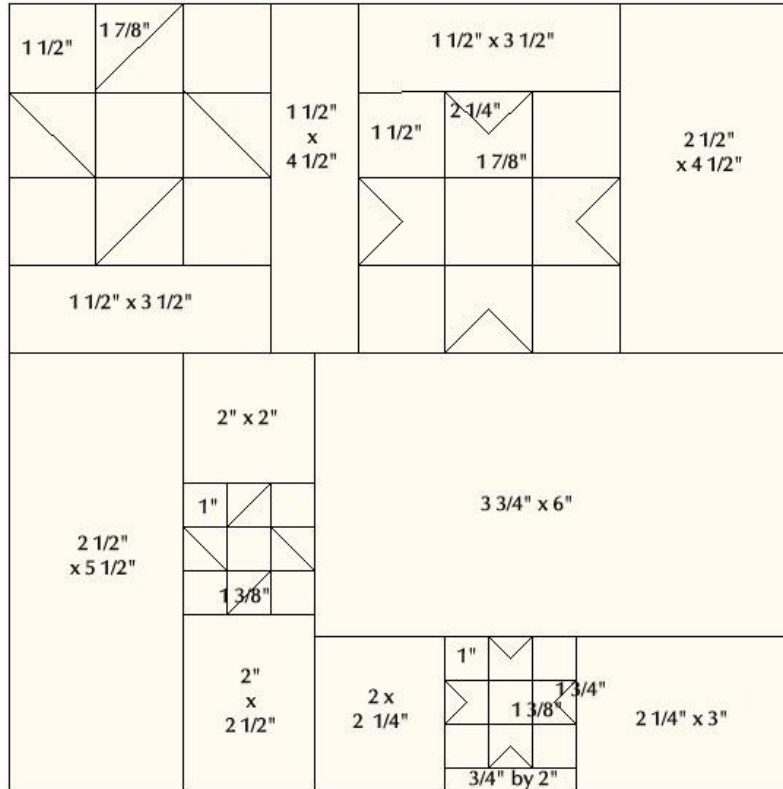 1 1/2"
1 7/8"
1 1/2"
x
4 1/2"
1 1/2" x 3 1/2"
1 1/2"
2 1/4"
1 7/8"
2 1/2"
x 4 1/2"
1 1/2" x 3 1/2"
2 1/2"
x 5 1/2"
2" x 2"
1"
1 3/8"
2"
x
2 1/2"
3 3/4" x 6"
2 x
2 1/4"
1"
1 3/4"
1 3/8"
3/4" by 2"
2 1/4" x 3"